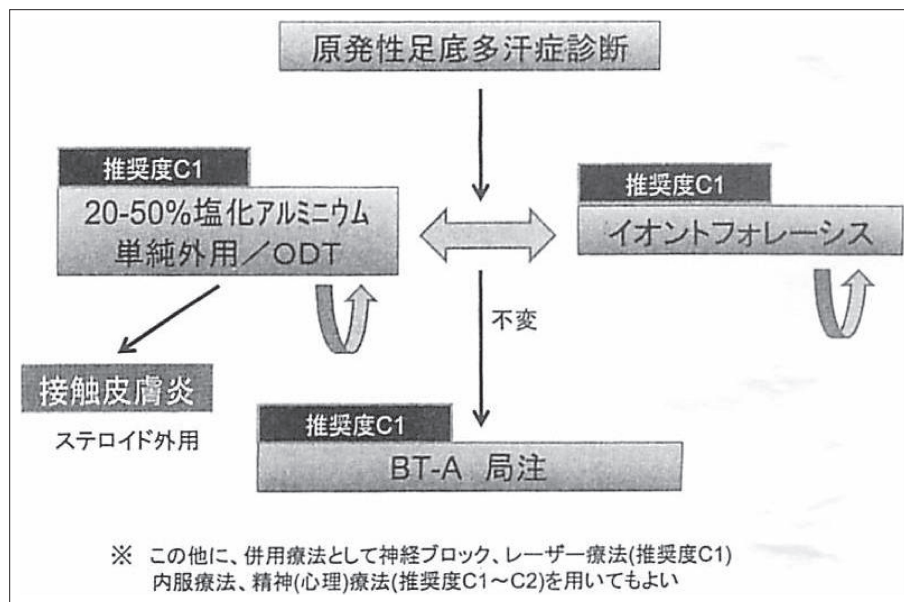 原発性足底多汗症診断
推奨度C1
20-50%塩化アルミニウム
単純外用／ODT
推奨度C1
イオントフォレーシス
不変
接触皮膚炎
ステロイド外用
推奨度C1
BT-A 局注
※ この他に、併用療法として神経ブロック、レーザー療法(推奨度C1)
内服療法、精神(心理)療法(推奨度C1～C2)を用いてもよい